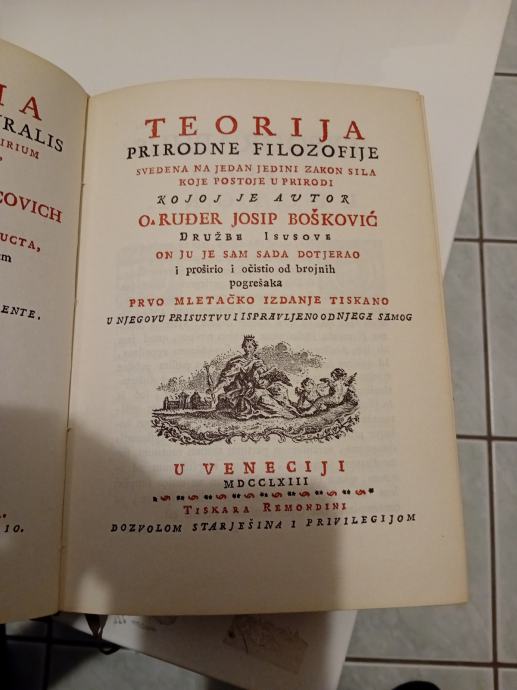 IA
RALIS
IRIUM
COVICH
UCTA,
ENTE.
IO.
TEORIJA
PRIRODNE FILOZOFIJE
SVEDENA NA JEDAN JEDINI ZAKON SILA
KOJE POSTOJE U PRIRODI
KOJOJ JE AUTOR
O. RUĐER JOSIP BOŠKOVIĆ
DRUŽBE ISUSOVE
ON JU JE SAM SADA DOTJERAO
i proširio i očistio od brojnih
pogrešaka
PRVO MLETAČKO IZDANJE TISKANO
U NJEGOVU PRISUSTVU I ISPRAVLJENO OD NJEGA SAMOG
U VENECIJI
MDCCLXIII
TISKARA REMONDINI
DOZVOLOM STARJEŠINA I PRIVILEGIJOM